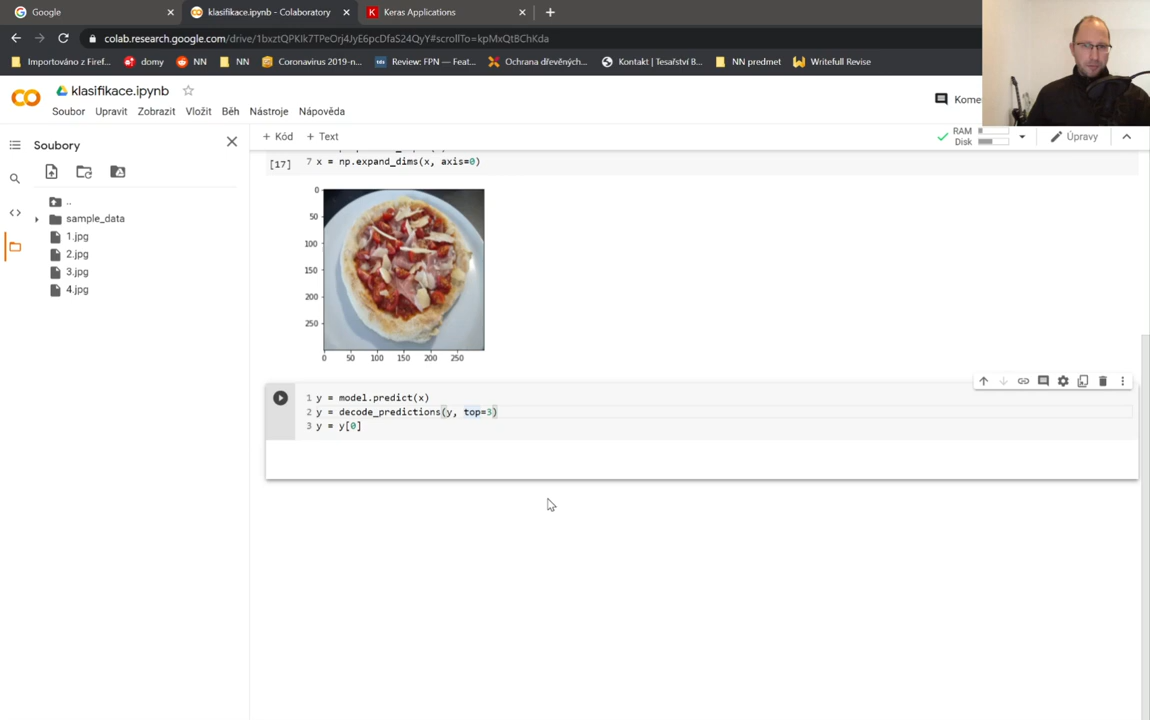 Google
klasifikace.ipynb - Colaboratory
Keras Applications
colab.research.google.com/drive/1bxztQPKIk7TPeOrj4JyE6pcDfaS24QyY#scrollTo=kpMxQtBChKda
Importováno z Firef...
domy
NN
NN
Coronavirus 2019-n...
Review: FPN — Feat...
Ochrana dřevěných...
Kontakt | Tesařství B...
NN predmet
Writefull Revise
klasifikace.ipynb
Soubor Upravit Zobrazit Vložit Běh Nástroje Nápověda
Kome
Soubory
+ Kód + Text
RAM
Disk
Úpravy
..
sample_data
1.jpg
2.jpg
3.jpg
4.jpg
[17] 7 x = np.expand_dims(x, axis=0)
0
50
100
150
200
250
0 50 100 150 200 250
1 y = model.predict(x)
2 y = decode_predictions(y, top=3)
3 y = y[0]